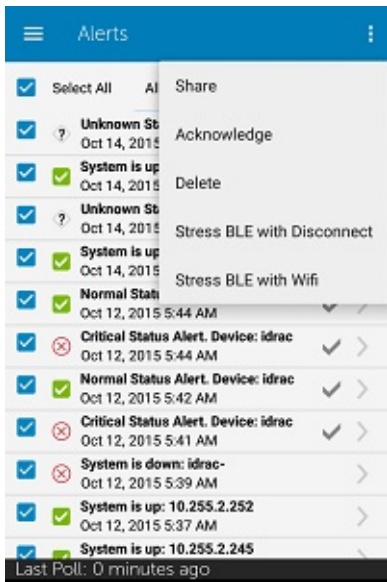 Alerts
Select All Al
Share
Acknowledge
Delete
Stress BLE with Disconnect
Stress BLE with Wifi
? Unknown St
Oct 14, 2015
System is up
Oct 14, 2015
? Unknown St
Oct 14, 2015
System is up
Oct 14, 2015
Normal Statu
Oct 12, 2015 5:44 AM
Critical Status Alert. Device: idrac
Oct 12, 2015 5:44 AM
Normal Status Alert. Device: idrac
Oct 12, 2015 5:42 AM
Critical Status Alert. Device: idrac
Oct 12, 2015 5:41 AM
System is down: idrac-
Oct 12, 2015 5:39 AM
System is up: 10.255.2.252
Oct 12, 2015 5:37 AM
System is up: 10.255.2.245
Last Poll: 0 minutes ago